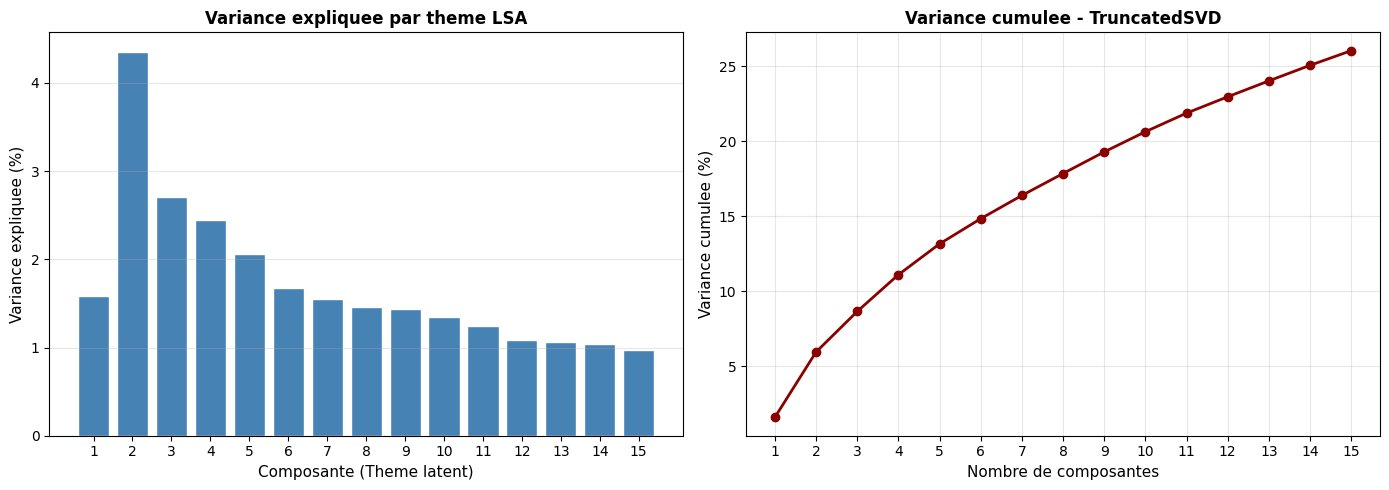 Variance expliquee par theme LSA
Variance expliquee (%)
4
3
2
1
0
1 2 3 4 5 6 7 8 9 10 11 12 13 14 15
Composante (Theme latent)
Variance cumulee - TruncatedSVD
Variance cumulee (%)
25
20
15
10
5
1 2 3 4 5 6 7 8 9 10 11 12 13 14 15
Nombre de composantes